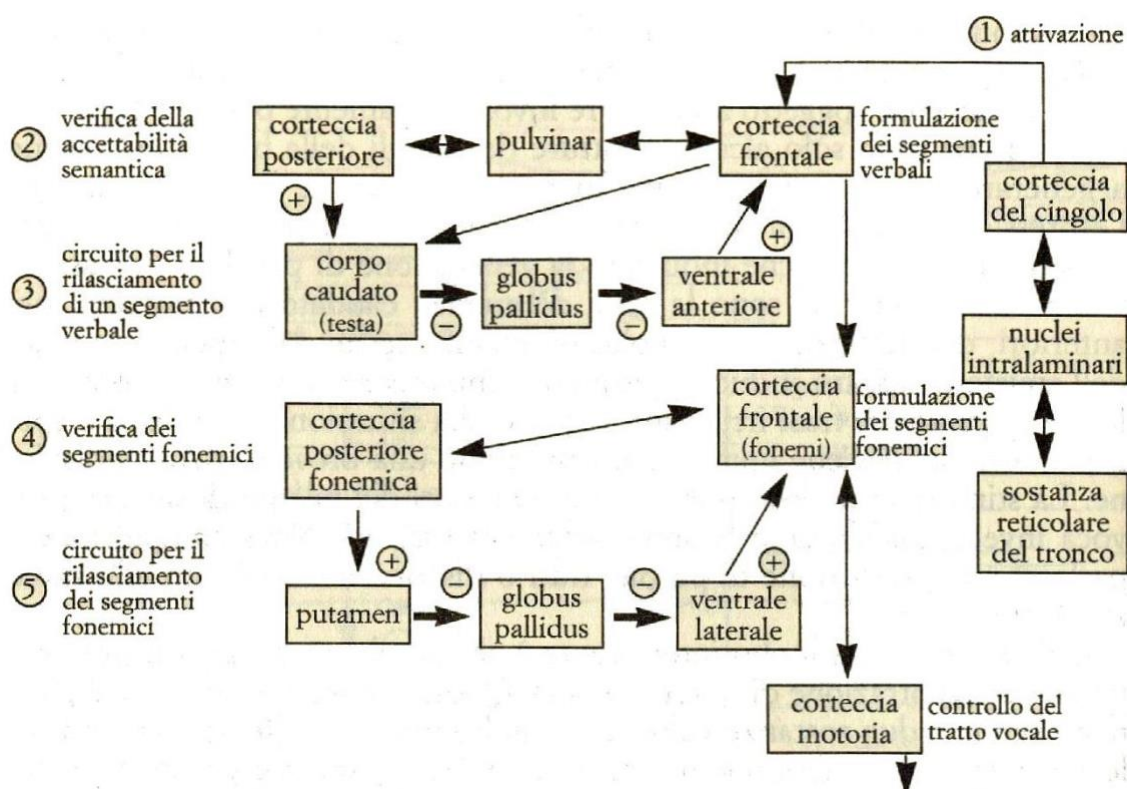 ① attivazione
② verifica della
accettabilità
semantica
corteccia
posteriore
pulvinar
corteccia
frontale
formulazione
dei segmenti
verbali
corteccia
del cingolo
+
③ circuito per il
rilasciamento
di un segmento
verbale
corpo
caudato
(testa)
−
globus
pallidus
−
ventrale
anteriore
+
nuclei
intralaminari
④ verifica dei
segmenti fonemici
corteccia
posteriore
fonemica
corteccia
frontale
(fonemi)
formulazione
dei segmenti
fonemici
sostanza
reticolare
del tronco
⑤ circuito per il
rilasciamento
dei segmenti
fonemici
+
putamen
−
globus
pallidus
−
ventrale
laterale
+
corteccia
motoria
controllo del
tratto vocale